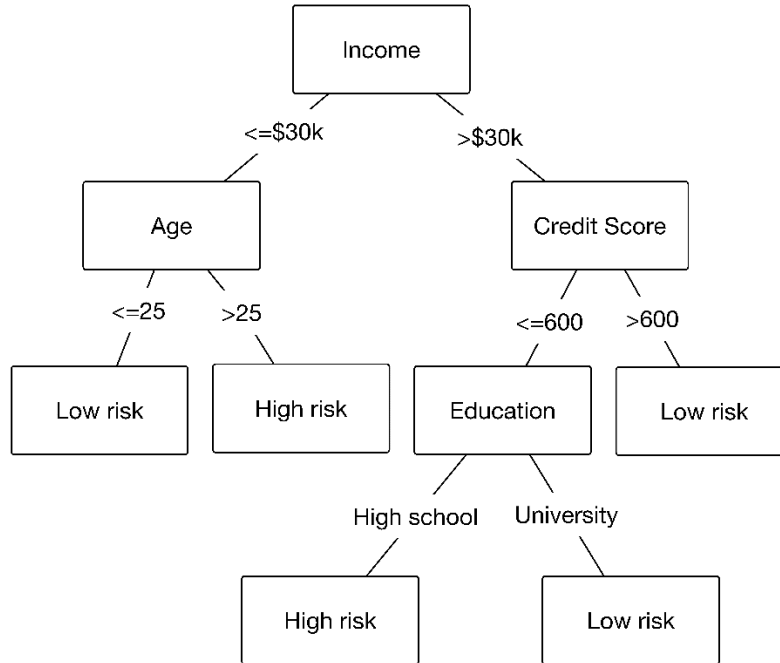 Income
<=$30k
>$30k
Age
Credit Score
<=25
>25
<=600
>600
Low risk
High risk
Education
Low risk
High school
University
High risk
Low risk